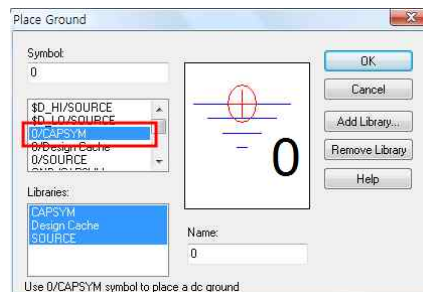 Place Ground
Symbol:
0
$D_HI/SOURCE
$D_LO/SOURCE
0/CAPSYM
0/Design Cache
0/SOURCE
Libraries:
CAPSYM
Design Cache
SOURCE
0
Name:
0
OK
Cancel
Add Library...
Remove Library
Help
Use 0/CAPSYM symbol to place a dc ground